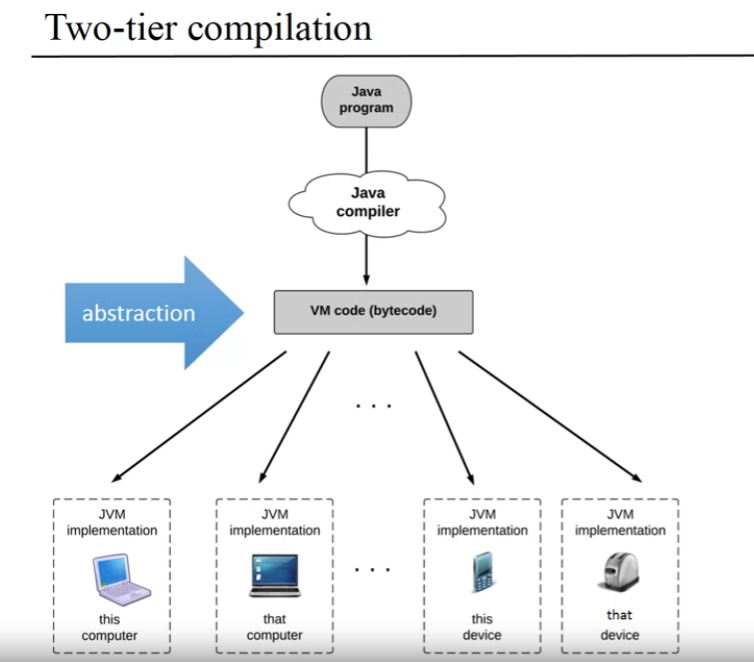 Two-tier compilation
Java
program
Java
compiler
abstraction
VM code (bytecode)
. . .
JVM
implementation
this
computer
JVM
implementation
that
computer
. . .
JVM
implementation
this
device
JVM
implementation
that
device